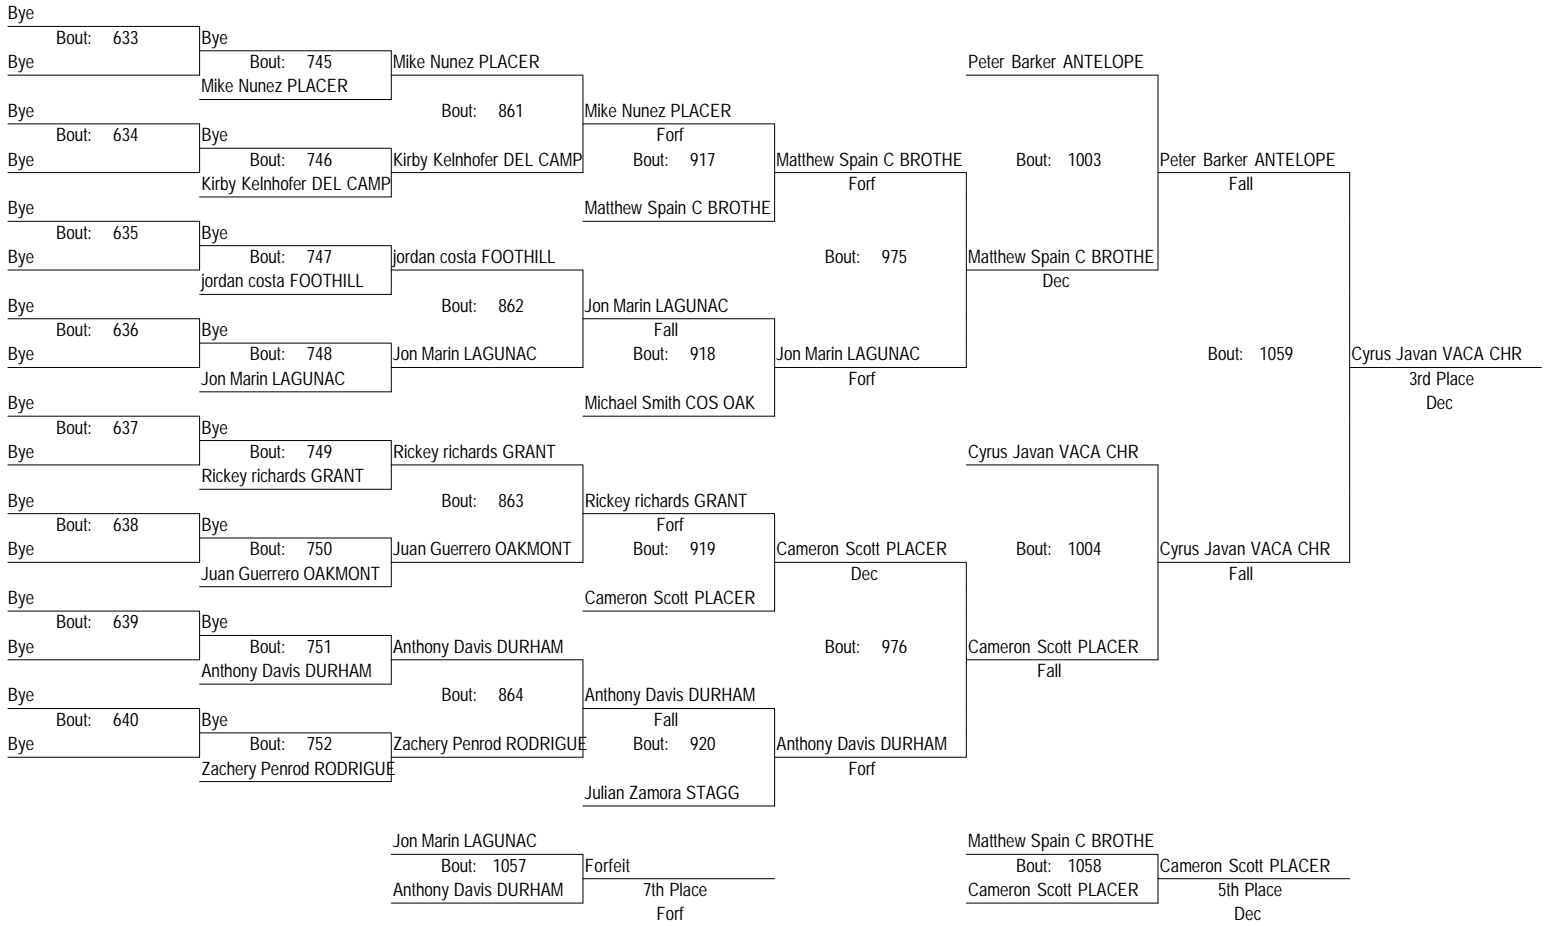 Bye
Bout: 633 Bye
Bye Bout: 745 Mike Nunez PLACER Peter Barker ANTELOPE
Mike Nunez PLACER
Bye Bout: 861 Mike Nunez PLACER
Bout: 634 Bye Forf
Bye Bout: 746 Kirby Kelnhofer DEL CAMP Bout: 917 Matthew Spain C BROTHE Bout: 1003 Peter Barker ANTELOPE
Kirby Kelnhofer DEL CAMP Forf Fall
Bye Matthew Spain C BROTHE
Bout: 635 Bye
Bye Bout: 747 jordan costa FOOTHILL Bout: 975 Matthew Spain C BROTHE
jordan costa FOOTHILL Dec
Bye Bout: 862 Jon Marin LAGUNAC
Bout: 636 Bye Fall
Bye Bout: 748 Jon Marin LAGUNAC Bout: 918 Jon Marin LAGUNAC Bout: 1059 Cyrus Javan VACA CHR
Jon Marin LAGUNAC Forf 3rd Place
Bye Michael Smith COS OAK Dec
Bout: 637 Bye
Bye Bout: 749 Rickey richards GRANT Cyrus Javan VACA CHR
Rickey richards GRANT
Bye Bout: 863 Rickey richards GRANT
Bout: 638 Bye Forf
Bye Bout: 750 Juan Guerrero OAKMONT Bout: 919 Cameron Scott PLACER Bout: 1004 Cyrus Javan VACA CHR
Juan Guerrero OAKMONT Dec Fall
Bye Cameron Scott PLACER
Bout: 639 Bye
Bye Bout: 751 Anthony Davis DURHAM Bout: 976 Cameron Scott PLACER
Anthony Davis DURHAM Fall
Bye Bout: 864 Anthony Davis DURHAM
Bout: 640 Bye Fall
Bye Bout: 752 Zachery Penrod RODRIGUE Bout: 920 Anthony Davis DURHAM
Zachery Penrod RODRIGUE Forf
Julian Zamora STAGG
Jon Marin LAGUNAC Matthew Spain C BROTHE
Bout: 1057 Forfeit Bout: 1058 Cameron Scott PLACER
Anthony Davis DURHAM 7th Place Cameron Scott PLACER 5th Place
Forf Dec